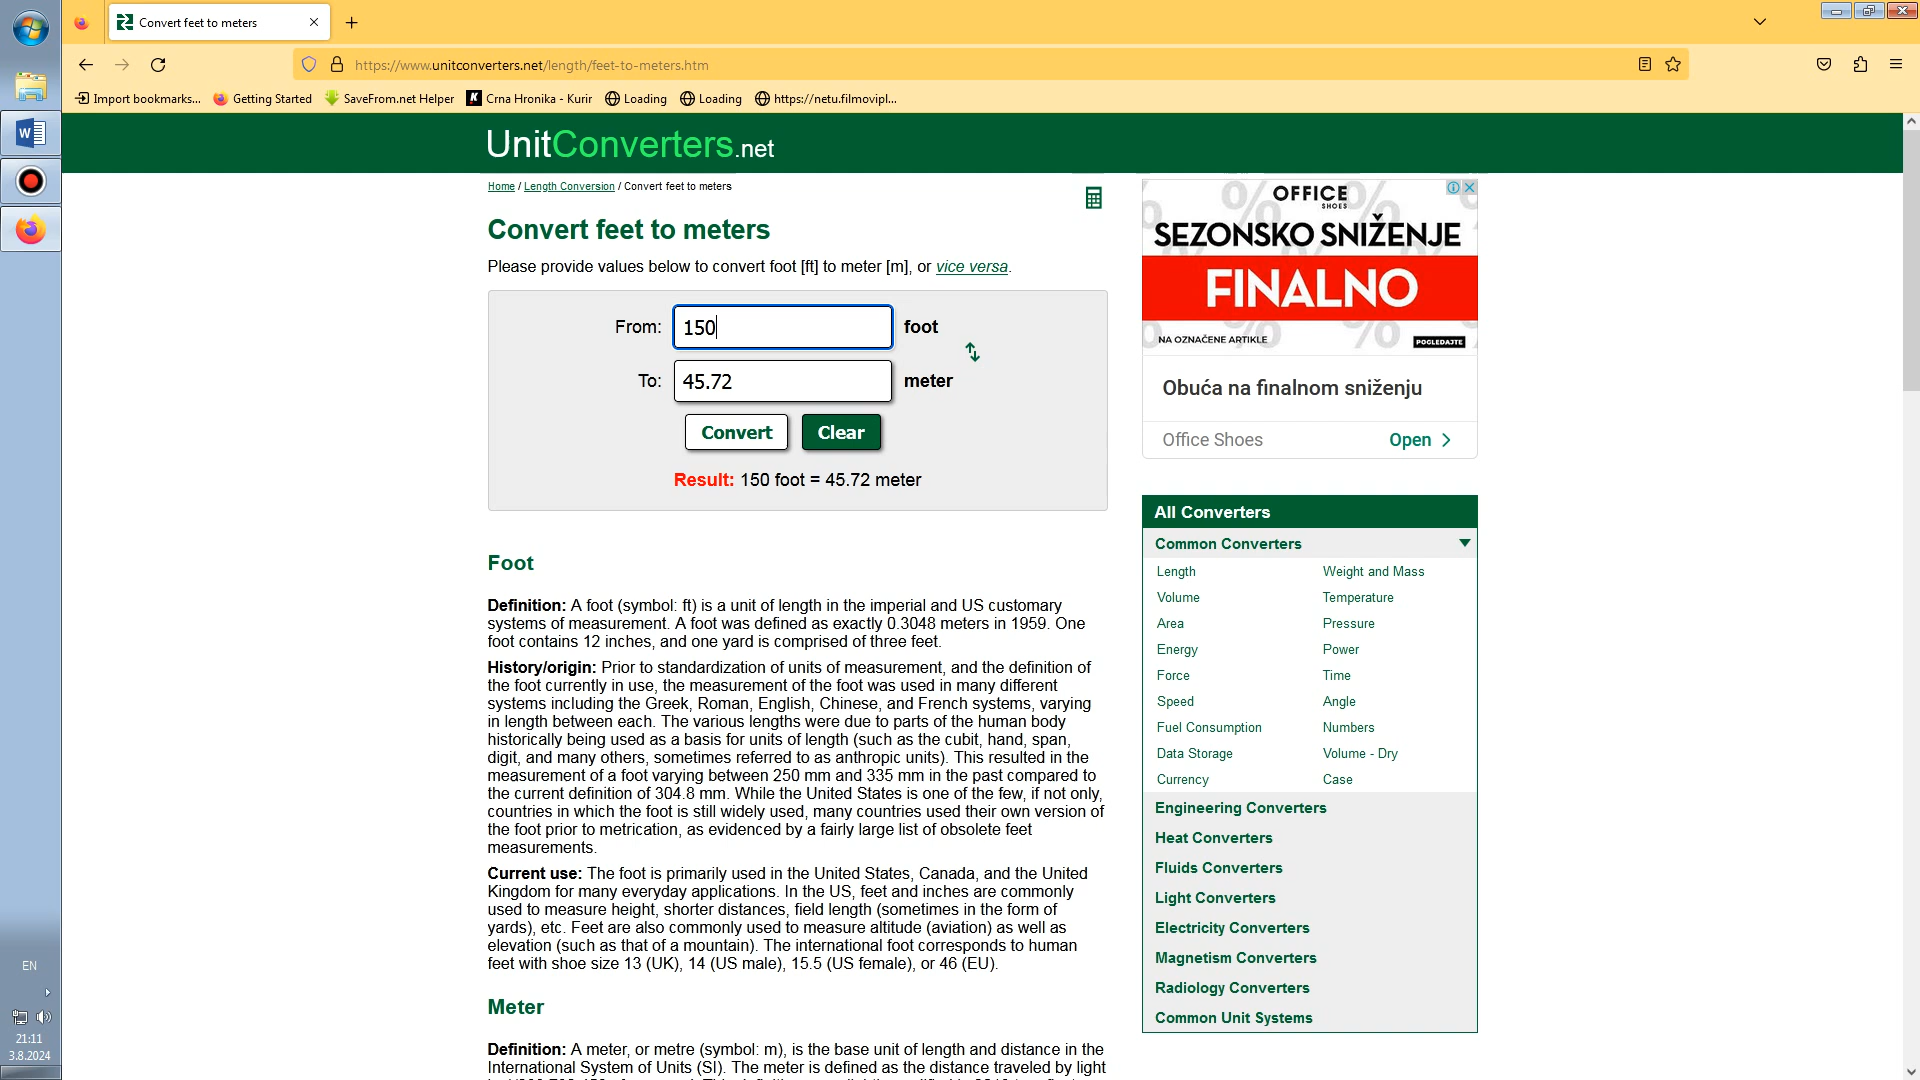 Convert feet to meters
https://www.unitconverters.net/length/feet-to-meters.htm
Import bookmarks... Getting Started SaveFrom.net Helper Crna Hronika - Kurir Loading Loading https://netu.filmovipl...
UnitConverters.net
Home / Length Conversion / Convert feet to meters
Convert feet to meters
Please provide values below to convert foot [ft] to meter [m], or vice versa.
From: 150 foot
To: 45.72 meter
Convert Clear
Result: 150 foot = 45.72 meter
Foot
Definition: A foot (symbol: ft) is a unit of length in the imperial and US customary
systems of measurement. A foot was defined as exactly 0.3048 meters in 1959. One
foot contains 12 inches, and one yard is comprised of three feet.
History/origin: Prior to standardization of units of measurement, and the definition of
the foot currently in use, the measurement of the foot was used in many different
systems including the Greek, Roman, English, Chinese, and French systems, varying
in length between each. The various lengths were due to parts of the human body
historically being used as a basis for units of length (such as the cubit, hand, span,
digit, and many others, sometimes referred to as anthropic units). This resulted in the
measurement of a foot varying between 250 mm and 335 mm in the past compared to
the current definition of 304.8 mm. While the United States is one of the few, if not only,
countries in which the foot is still widely used, many countries used their own version of
the foot prior to metrication, as evidenced by a fairly large list of obsolete feet
measurements.
Current use: The foot is primarily used in the United States, Canada, and the United
Kingdom for many everyday applications. In the US, feet and inches are commonly
used to measure height, shorter distances, field length (sometimes in the form of
yards), etc. Feet are also commonly used to measure altitude (aviation) as well as
elevation (such as that of a mountain). The international foot corresponds to human
feet with shoe size 13 (UK), 14 (US male), 15.5 (US female), or 46 (EU).
Meter
Definition: A meter, or metre (symbol: m), is the base unit of length and distance in the
International System of Units (SI). The meter is defined as the distance traveled by light
OFFICE
SHOES
SEZONSKO SNIŽENJE
FINALNO
NA OZNAČENE ARTIKLE POGLEDAJTE
Obuća na finalnom sniženju
Office Shoes Open
All Converters
Common Converters
Length Weight and Mass
Volume Temperature
Area Pressure
Energy Power
Force Time
Speed Angle
Fuel Consumption Numbers
Data Storage Volume - Dry
Currency Case
Engineering Converters
Heat Converters
Fluids Converters
Light Converters
Electricity Converters
Magnetism Converters
Radiology Converters
Common Unit Systems
EN
21:11
3.8.2024